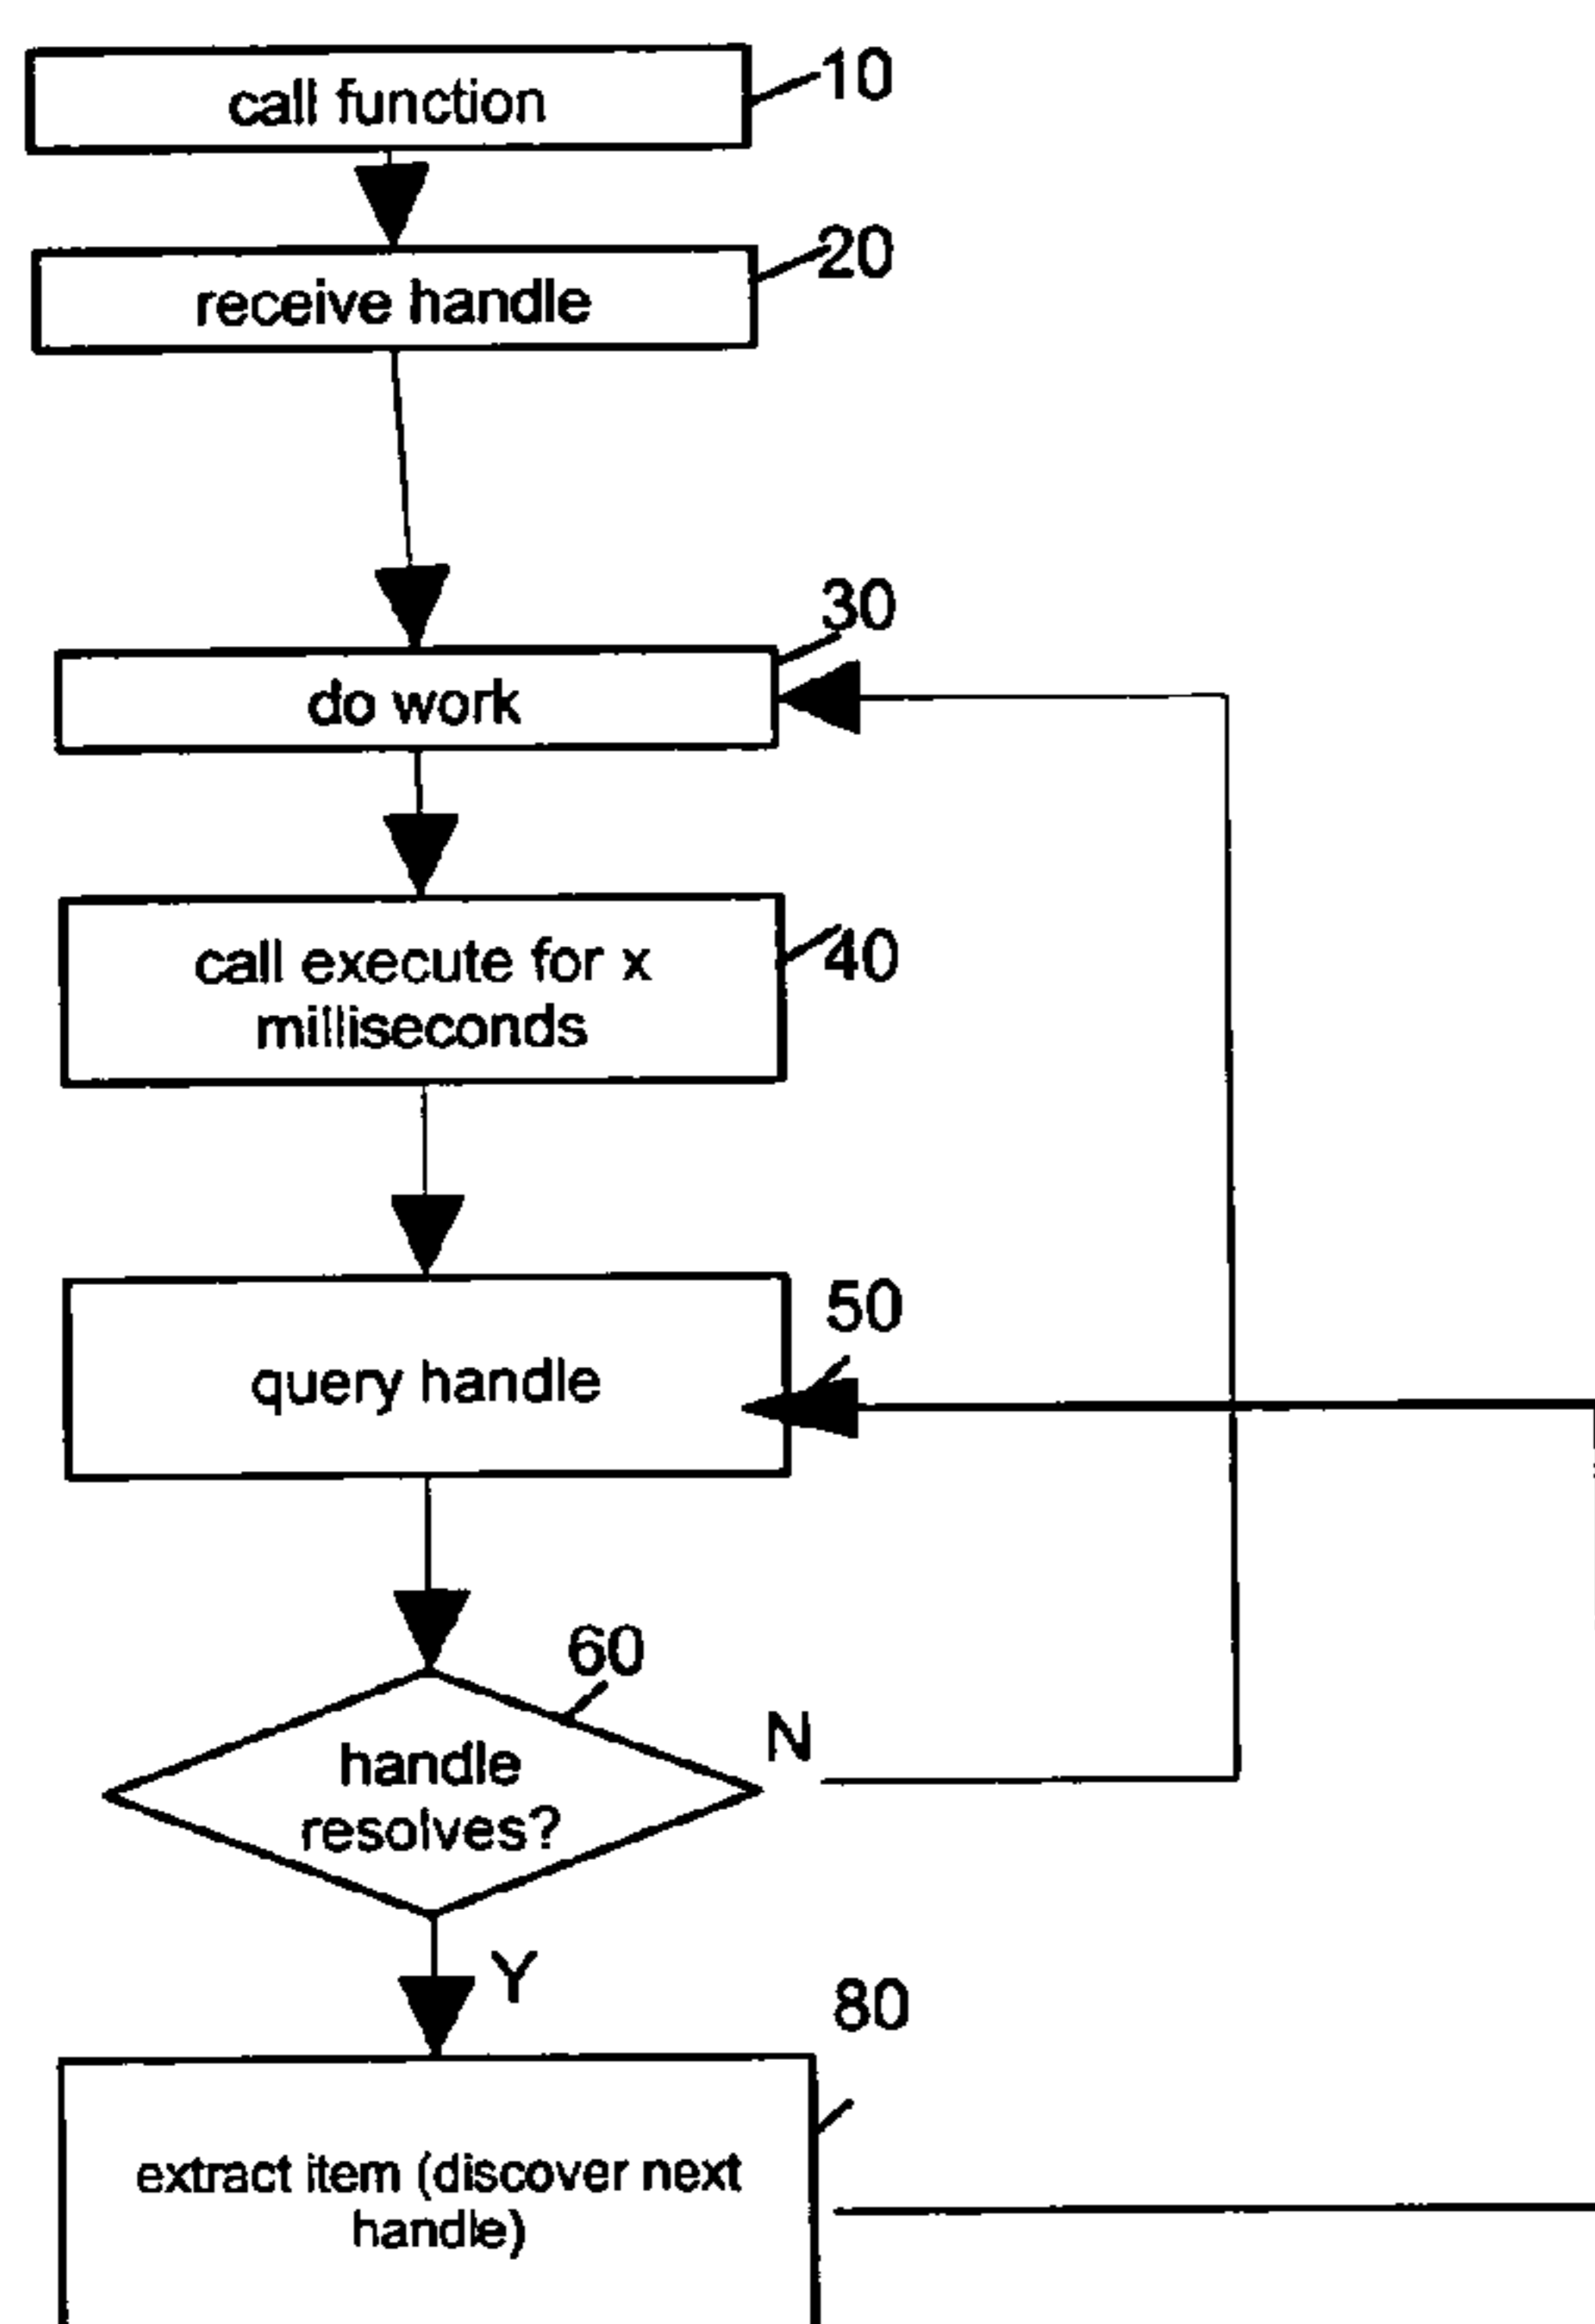 call function
10
receive handle
20
30
do work
call execute for x
milliseconds
40
50
query handle
60
handle
resolves?
N
Y
80
extract item (discover next
handle)